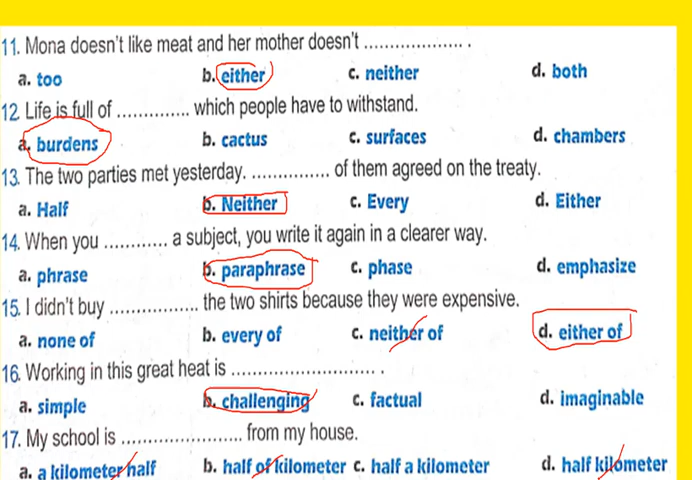 11. Mona doesn't like meat and her mother doesn't ................... .
a. too b. either c. neither d. both
12. Life is full of .............. which people have to withstand.
a. burdens b. cactus c. surfaces d. chambers
13. The two parties met yesterday. ............... of them agreed on the treaty.
a. Half b. Neither c. Every d. Either
14. When you ............ a subject, you write it again in a clearer way.
a. phrase b. paraphrase c. phase d. emphasize
15. I didn't buy ................. the two shirts because they were expensive.
a. none of b. every of c. neither of d. either of
16. Working in this great heat is ........................... .
a. simple b. challenging c. factual d. imaginable
17. My school is ....................... from my house.
a. a kilometer half b. half of kilometer c. half a kilometer d. half kilometer